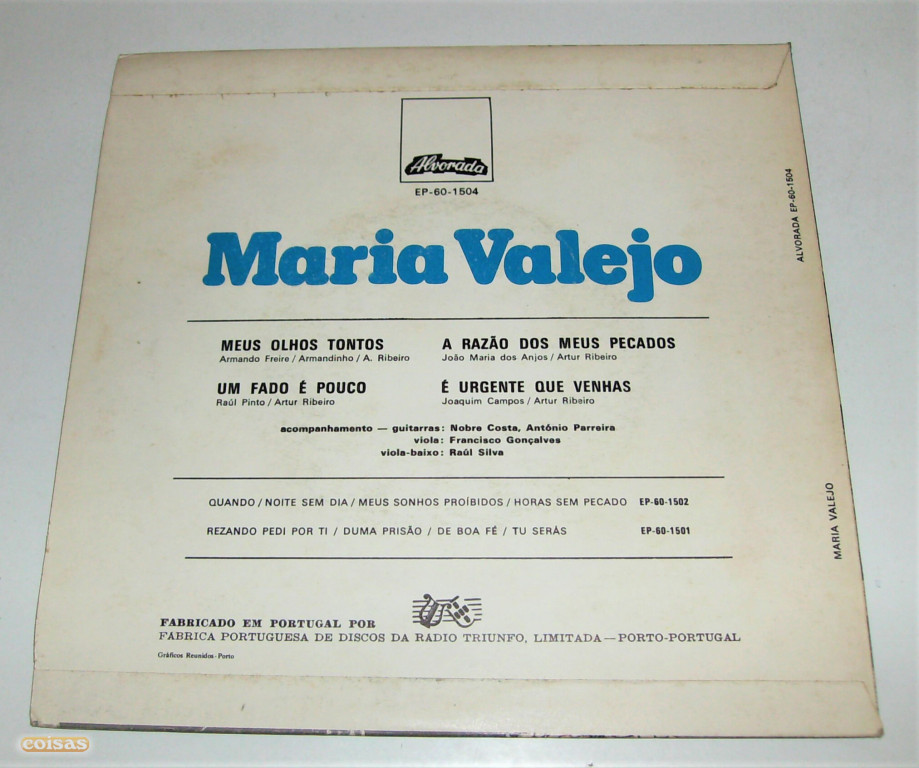 Alvorada
EP-60-1504
Maria Valejo
MEUS OLHOS TONTOS
Armando Freire / Armandinho / A. Ribeiro
A RAZÃO DOS MEUS PECADOS
João Maria dos Anjos / Artur Ribeiro
UM FADO É POUCO
Raúl Pinto / Artur Ribeiro
É URGENTE QUE VENHAS
Joaquim Campos / Artur Ribeiro
acompanhamento — guitarras: Nobre Costa, António Parreira
viola: Francisco Gonçalves
viola-baixo: Raúl Silva
QUANDO / NOITE SEM DIA / MEUS SONHOS PROÍBIDOS / HORAS SEM PECADO EP-60-1502
REZANDO PEDI POR TI / DUMA PRISÃO / DE BOA FÉ / TU SERÁS EP-60-1501
FABRICADO EM PORTUGAL POR
FABRICA PORTUGUESA DE DISCOS DA RÁDIO TRIUNFO, LIMITADA — PORTO-PORTUGAL
Gráficos Reunidos - Porto
ALVORADA EP-60-1504
MARIA VALEJO
coisas